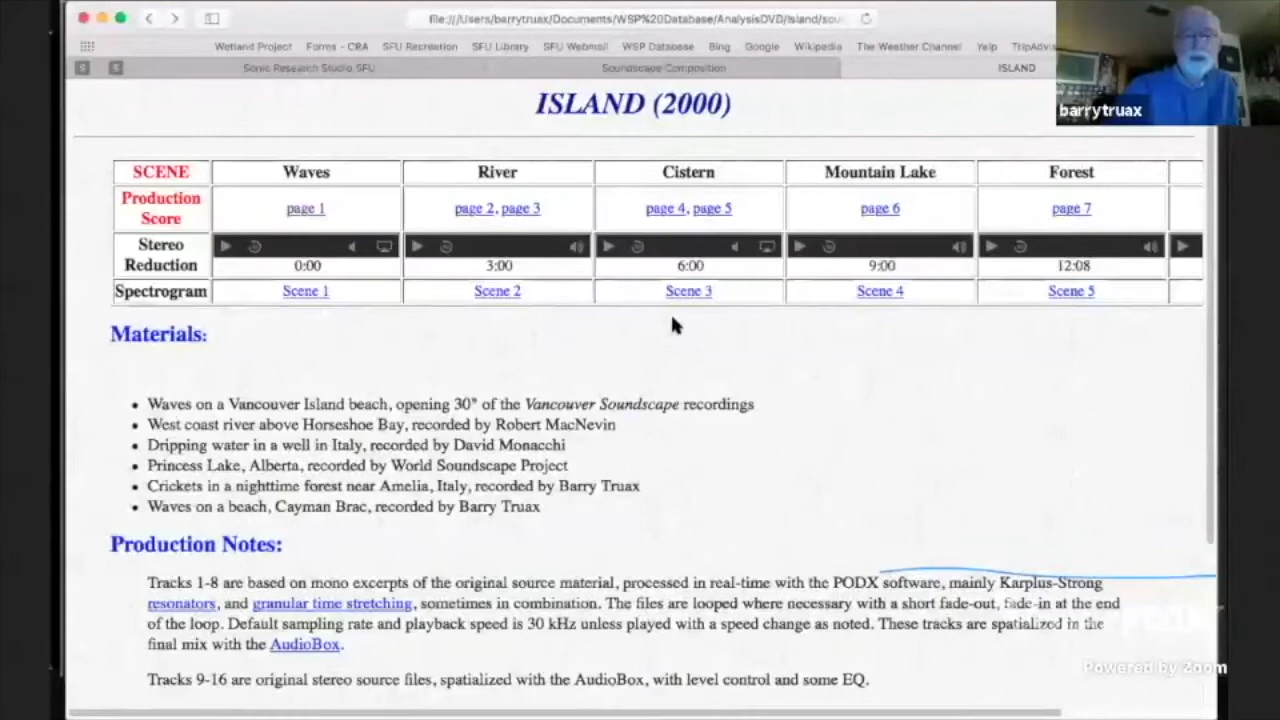 file:///Users/barrytruax/Documents/WSP%20Database/AnalysisDVD/Island/sou
Wetland Project Forms - CRA SFU Recreation SFU Library SFU Webmail WSP Database Bing Google Wikipedia The Weather Channel Yelp TripAdvis
S S Sonic Research Studio SFU Soundscape Composition ISLAND
barrytruax
ISLAND (2000)
SCENE Waves River Cistern Mountain Lake Forest
Production Score page 1 page 2, page 3 page 4, page 5 page 6 page 7
Stereo Reduction 0:00 3:00 6:00 9:00 12:08
Spectrogram Scene 1 Scene 2 Scene 3 Scene 4 Scene 5
Materials:
• Waves on a Vancouver Island beach, opening 30" of the Vancouver Soundscape recordings
• West coast river above Horseshoe Bay, recorded by Robert MacNevin
• Dripping water in a well in Italy, recorded by David Monacchi
• Princess Lake, Alberta, recorded by World Soundscape Project
• Crickets in a nighttime forest near Amelia, Italy, recorded by Barry Truax
• Waves on a beach, Cayman Brac, recorded by Barry Truax
Production Notes:
Tracks 1-8 are based on mono excerpts of the original source material, processed in real-time with the PODX software, mainly Karplus-Strong
resonators, and granular time stretching, sometimes in combination. The files are looped where necessary with a short fade-out, fade-in at the end
of the loop. Default sampling rate and playback speed is 30 kHz unless played with a speed change as noted. These tracks are spatialized in the
final mix with the AudioBox.
Powered by Zoom
Tracks 9-16 are original stereo source files, spatialized with the AudioBox, with level control and some EQ.